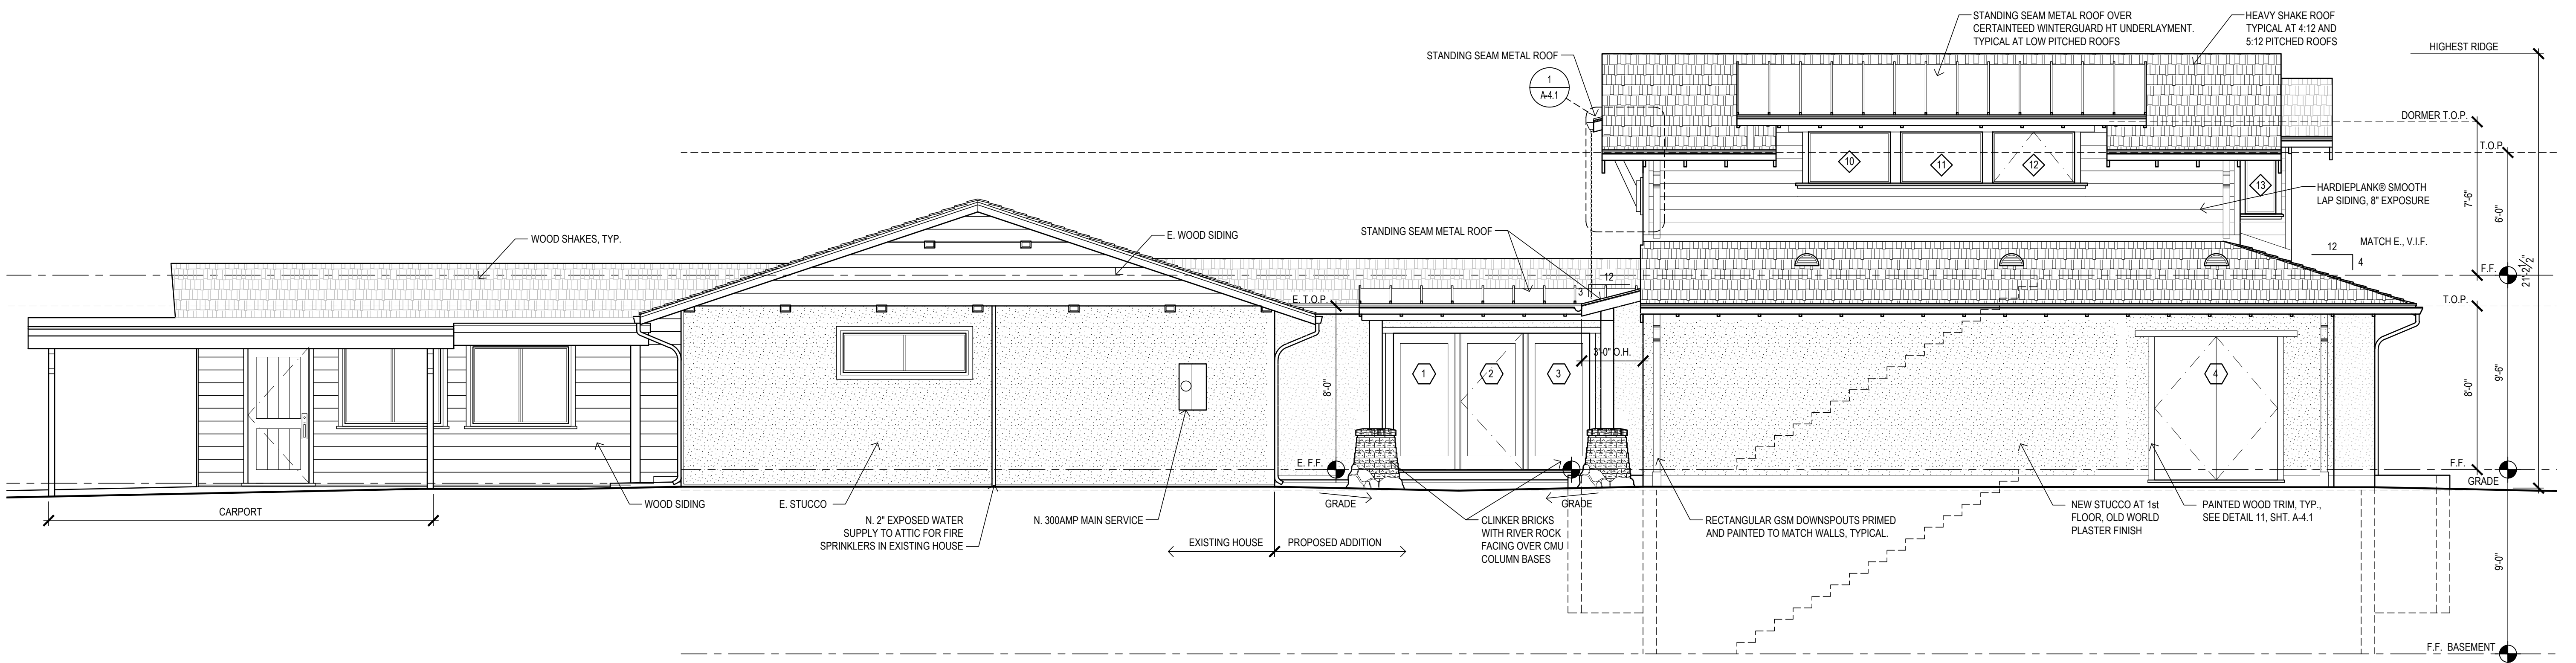 STANDING SEAM METAL ROOF OVER
CERTAINTEED WINTERGUARD HT UNDERLAYMENT.
TYPICAL AT LOW PITCHED ROOFS
HEAVY SHAKE ROOF
TYPICAL AT 4:12 AND
5:12 PITCHED ROOFS
HIGHEST RIDGE
STANDING SEAM METAL ROOF
1
A-4.1
DORMER T.O.P.
T.O.P.
10
11
12
13
HARDIEPLANK® SMOOTH
LAP SIDING, 8" EXPOSURE
7'-6"
6'-0"
WOOD SHAKES, TYP.
E. WOOD SIDING
STANDING SEAM METAL ROOF
12
MATCH E., V.I.F.
4
F.F.
21'-2 1/2"
12
3
E. T.O.P.
T.O.P.
3'-0" O.H.
1
2
3
4
8'-0"
8'-0"
9'-6"
E. F.F.
F.F.
GRADE
CARPORT
WOOD SIDING
E. STUCCO
N. 2" EXPOSED WATER
SUPPLY TO ATTIC FOR FIRE
SPRINKLERS IN EXISTING HOUSE
N. 300AMP MAIN SERVICE
GRADE
GRADE
EXISTING HOUSE
PROPOSED ADDITION
CLINKER BRICKS
WITH RIVER ROCK
FACING OVER CMU
COLUMN BASES
RECTANGULAR GSM DOWNSPOUTS PRIMED
AND PAINTED TO MATCH WALLS, TYPICAL.
NEW STUCCO AT 1st
FLOOR, OLD WORLD
PLASTER FINISH
PAINTED WOOD TRIM, TYP.,
SEE DETAIL 11, SHT. A-4.1
9'-0"
F.F. BASEMENT